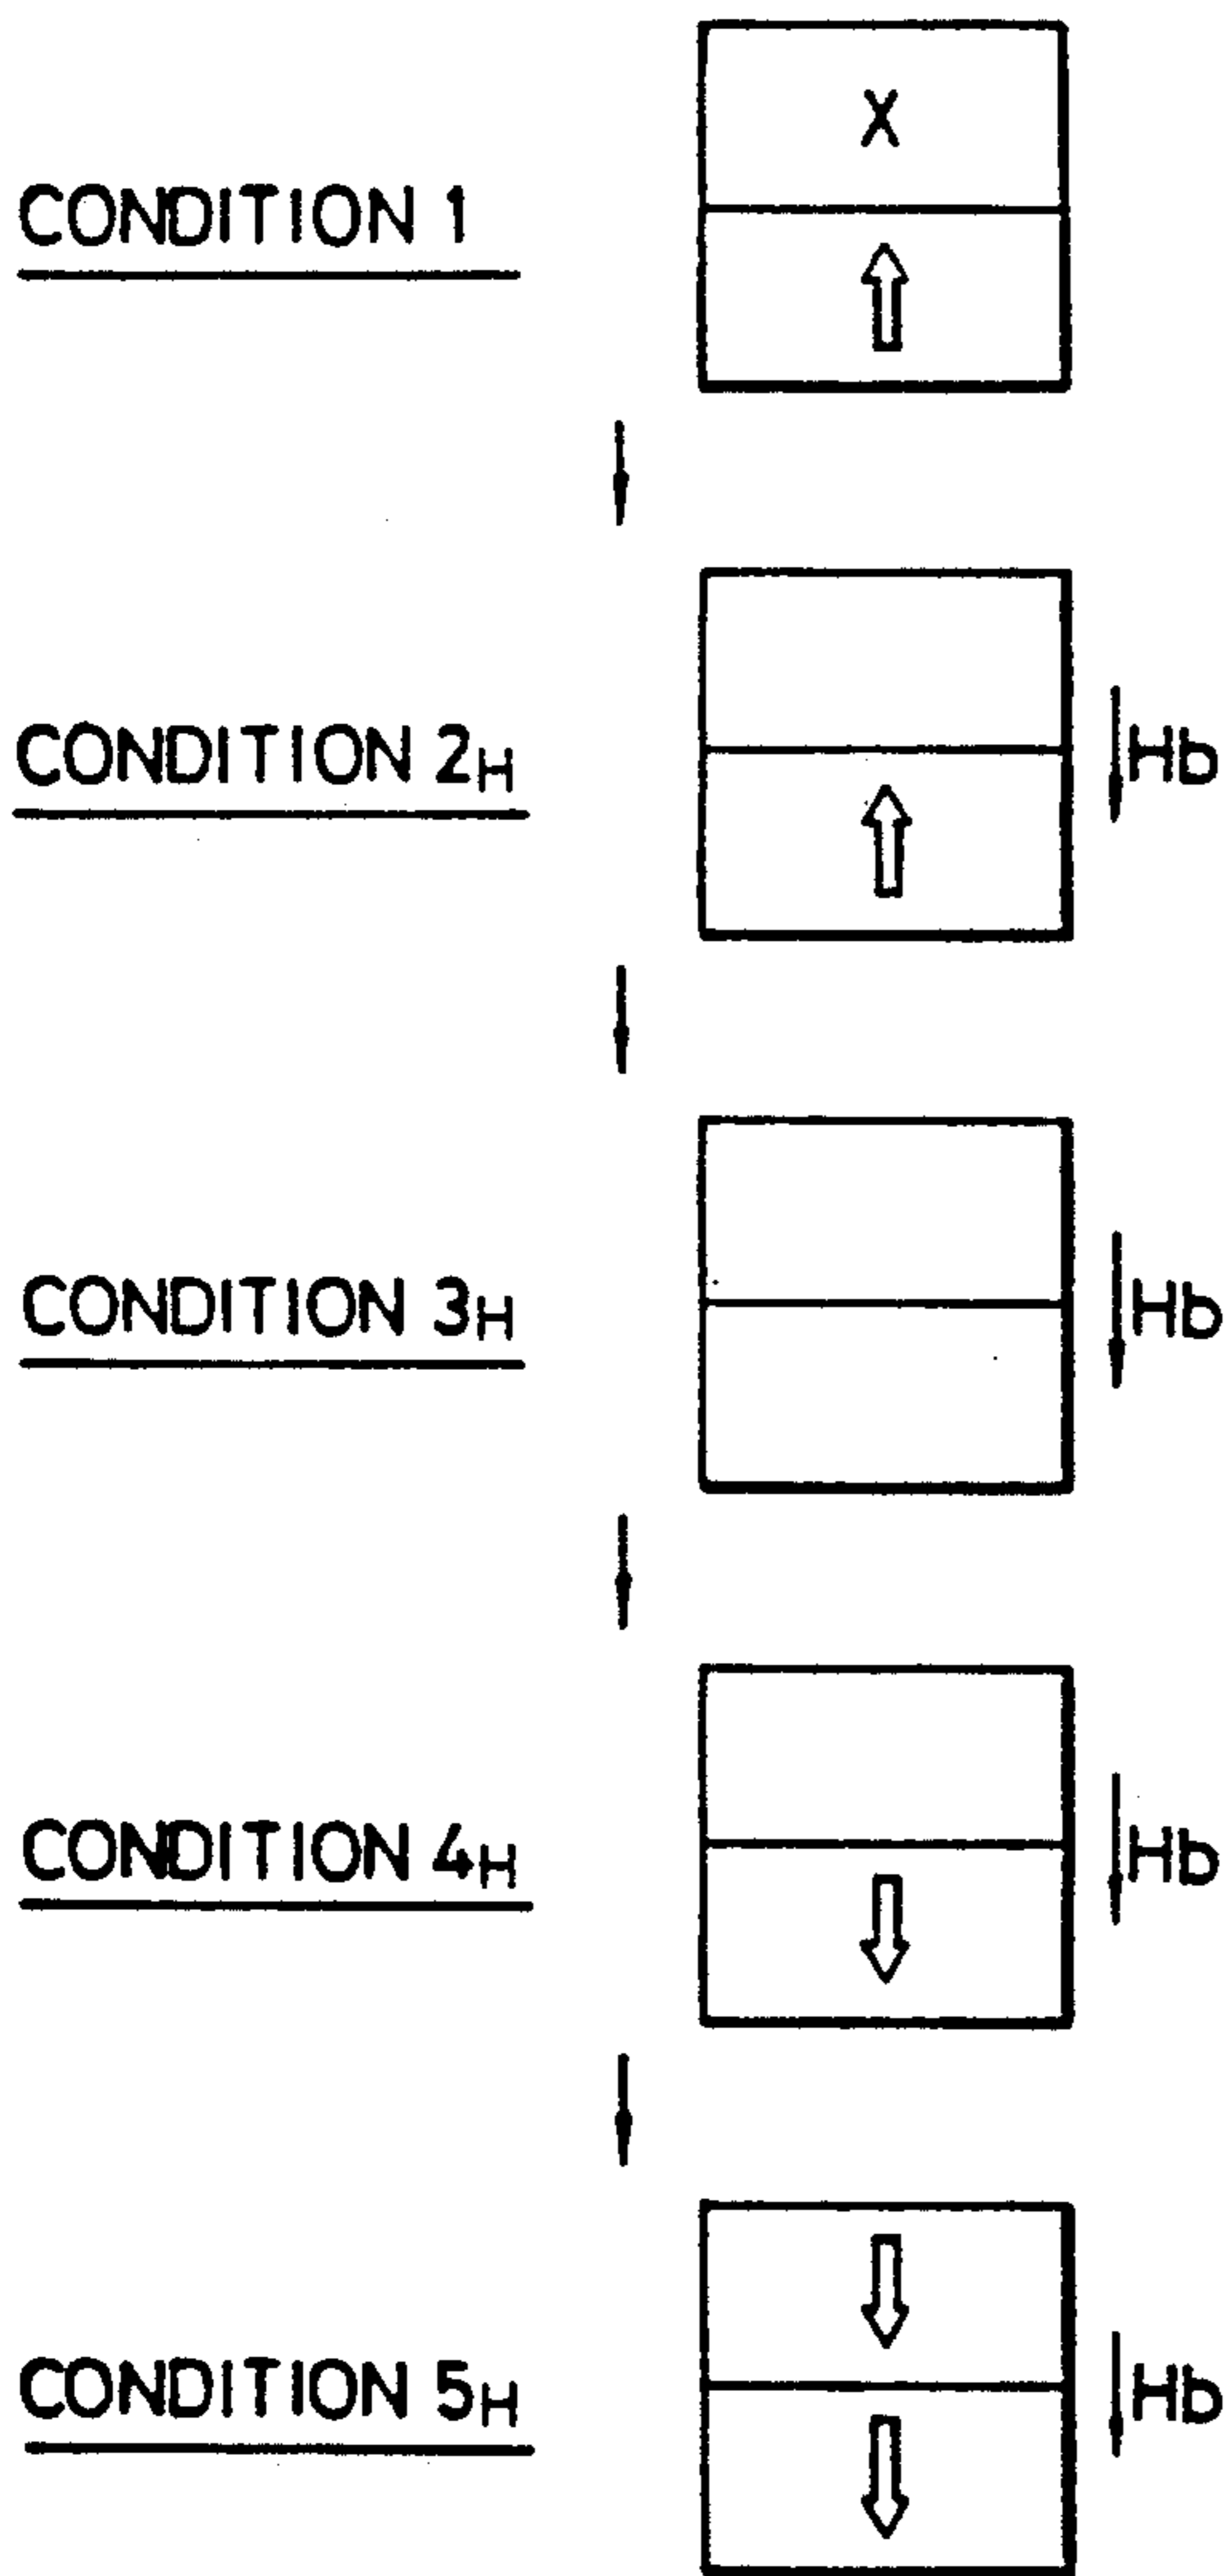 X
CONDITION 1
CONDITION 2H
Hb
CONDITION 3H
Hb
CONDITION 4H
Hb
CONDITION 5H
Hb